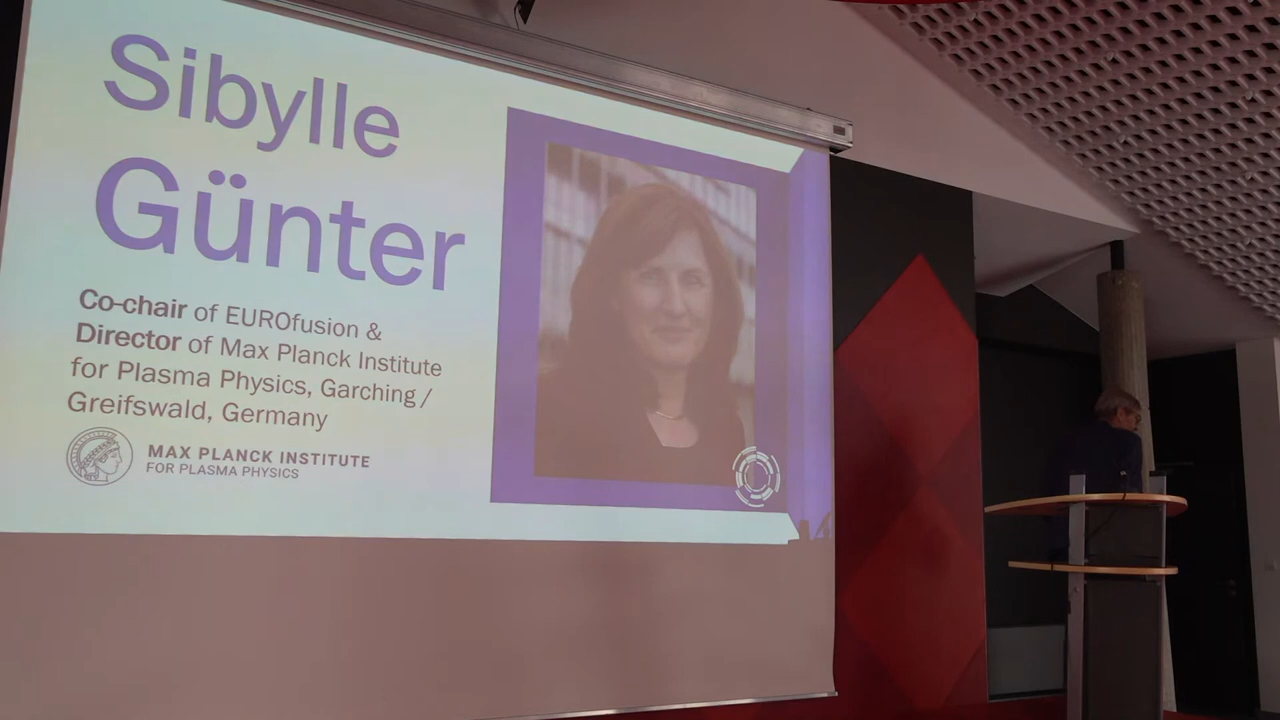 Sibylle
Günter
Co-chair of EUROfusion &
Director of Max Planck Institute
for Plasma Physics, Garching /
Greifswald, Germany
MAX PLANCK INSTITUTE
FOR PLASMA PHYSICS